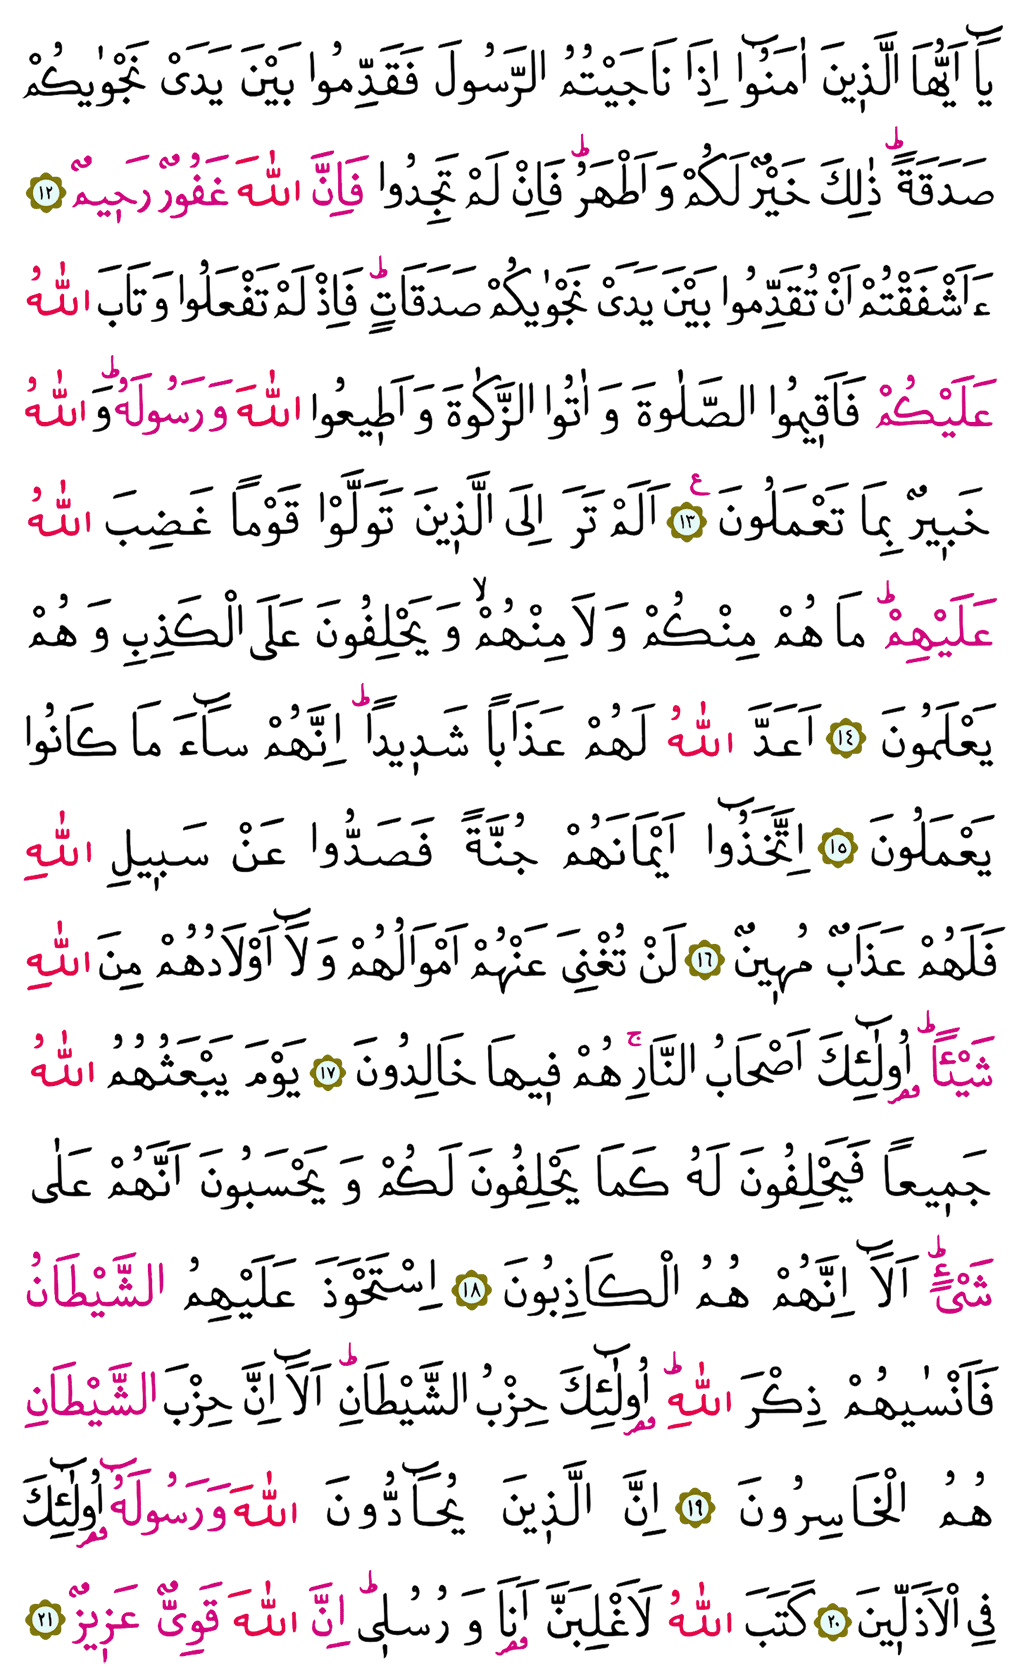 يَٓا اَيُّهَا الَّذ۪ينَ اٰمَنُٓوا اِذَا نَاجَيْتُمُ الرَّسُولَ فَقَدِّمُوا بَيْنَ يَدَىْ نَجْوٰيكُمْ
صَدَقَةًۜ ذٰلِكَ خَيْرٌ لَكُمْ وَ اَطْهَرُۜ فَاِنْ لَمْ تَجِدُوا فَاِنَّ اللّٰهَ غَفُورٌ رَح۪يمٌ ﴿١٢﴾
ءَاَشْفَقْتُمْ اَنْ تُقَدِّمُوا بَيْنَ يَدَىْ نَجْوٰيكُمْ صَدَقَاتٍۜ فَاِذْ لَمْ تَفْعَلُوا وَ تَابَ اللّٰهُ
عَلَيْكُمْ فَاَق۪يمُوا الصَّلٰوةَ وَ اٰتُوا الزَّكٰوةَ وَ اَط۪يعُوا اللّٰهَ وَ رَسُولَهُۜ وَ اللّٰهُ
خَب۪يرٌ بِمَا تَعْمَلُونَ ﴿١٣﴾ ع اَلَمْ تَرَ اِلَى الَّذ۪ينَ تَوَلَّوْا قَوْماً غَضِبَ اللّٰهُ
عَلَيْهِمْۜ مَا هُمْ مِنْكُمْ وَ لَا مِنْهُمْۙ وَ يَحْلِفُونَ عَلَى الْكَذِبِ وَ هُمْ
يَعْلَمُونَ ﴿١٤﴾ اَعَدَّ اللّٰهُ لَهُمْ عَذَاباً شَد۪يداًۜ اِنَّهُمْ سَٓاءَ مَا كَانُوا
يَعْمَلُونَ ﴿١٥﴾ اِتَّخَذُٓوا اَيْمَانَهُمْ جُنَّةً فَصَدُّوا عَنْ سَب۪يلِ اللّٰهِ
فَلَهُمْ عَذَابٌ مُه۪ينٌ ﴿١٦﴾ لَنْ تُغْنِىَ عَنْهُمْ اَمْوَالُهُمْ وَ لَٓا اَوْلَادُهُمْ مِنَ اللّٰهِ
شَيْـًٔاۜ اُو۬لٰٓئِكَ اَصْحَابُ النَّارِۚ هُمْ ف۪يهَا خَالِدُونَ ﴿١٧﴾ يَوْمَ يَبْعَثُهُمُ اللّٰهُ
جَم۪يعاً فَيَحْلِفُونَ لَهُ كَمَا يَحْلِفُونَ لَكُمْ وَ يَحْسَبُونَ اَنَّهُمْ عَلٰى
شَىْءٍۜ اَلَٓا اِنَّهُمْ هُمُ الْكَاذِبُونَ ﴿١٨﴾ اِسْتَحْوَذَ عَلَيْهِمُ الشَّيْطَانُ
فَاَنْسٰيهُمْ ذِكْرَ اللّٰهِۜ اُو۬لٰٓئِكَ حِزْبُ الشَّيْطَانِۜ اَلَٓا اِنَّ حِزْبَ الشَّيْطَانِ
هُمُ الْخَاسِرُونَ ﴿١٩﴾ اِنَّ الَّذ۪ينَ يُحَٓادُّونَ اللّٰهَ وَ رَسُولَهُٓ اُو۬لٰٓئِكَ
فِى الْاَذَلّ۪ينَ ﴿٢٠﴾ كَتَبَ اللّٰهُ لَاَغْلِبَنَّ اَنَا۬ وَ رُسُل۪ىۜ اِنَّ اللّٰهَ قَوِىٌّ عَز۪يزٌ ﴿٢١﴾